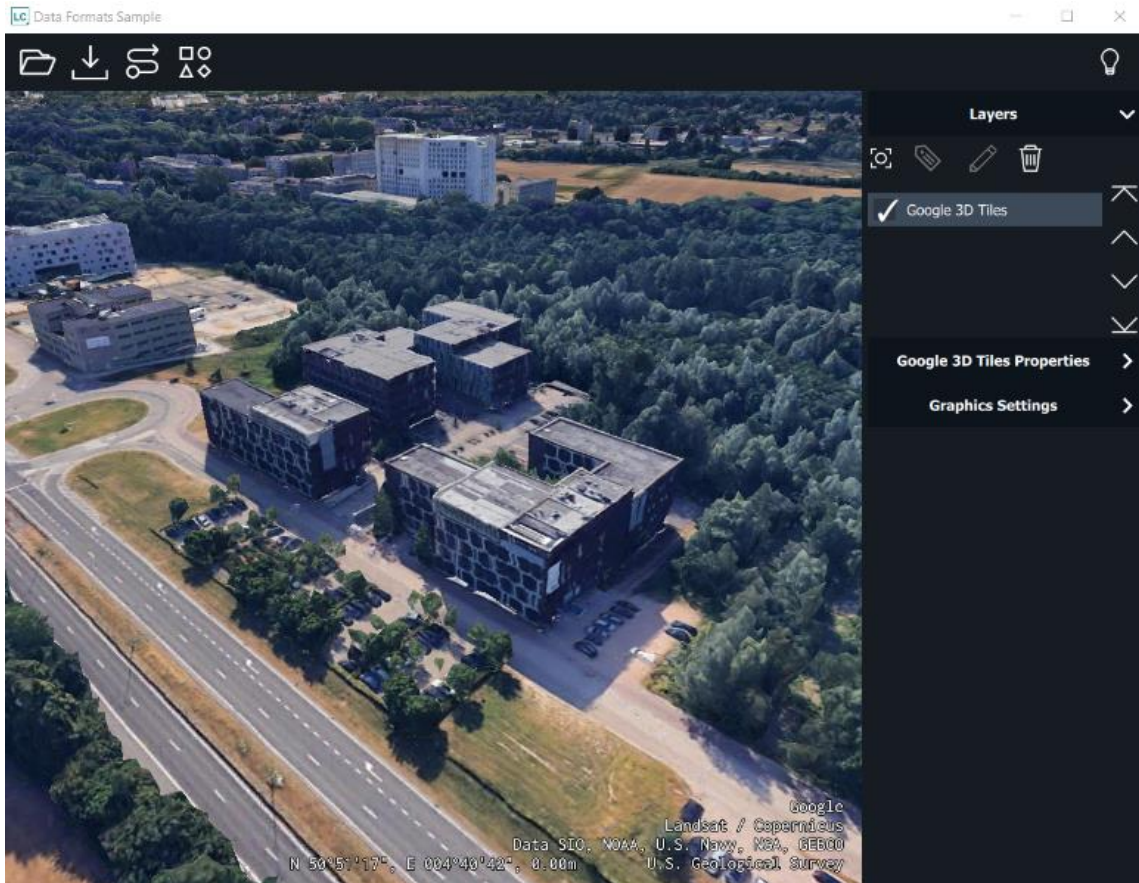 LC Data Formats Sample
Layers
Google 3D Tiles
Google 3D Tiles Properties
Graphics Settings
Google
Landsat / Copernicus
Data SIO, NOAA, U.S. Navy, NGA, GEBCO
N 50°51'17", E 004°40'42", 0.00m U.S. Geological Survey